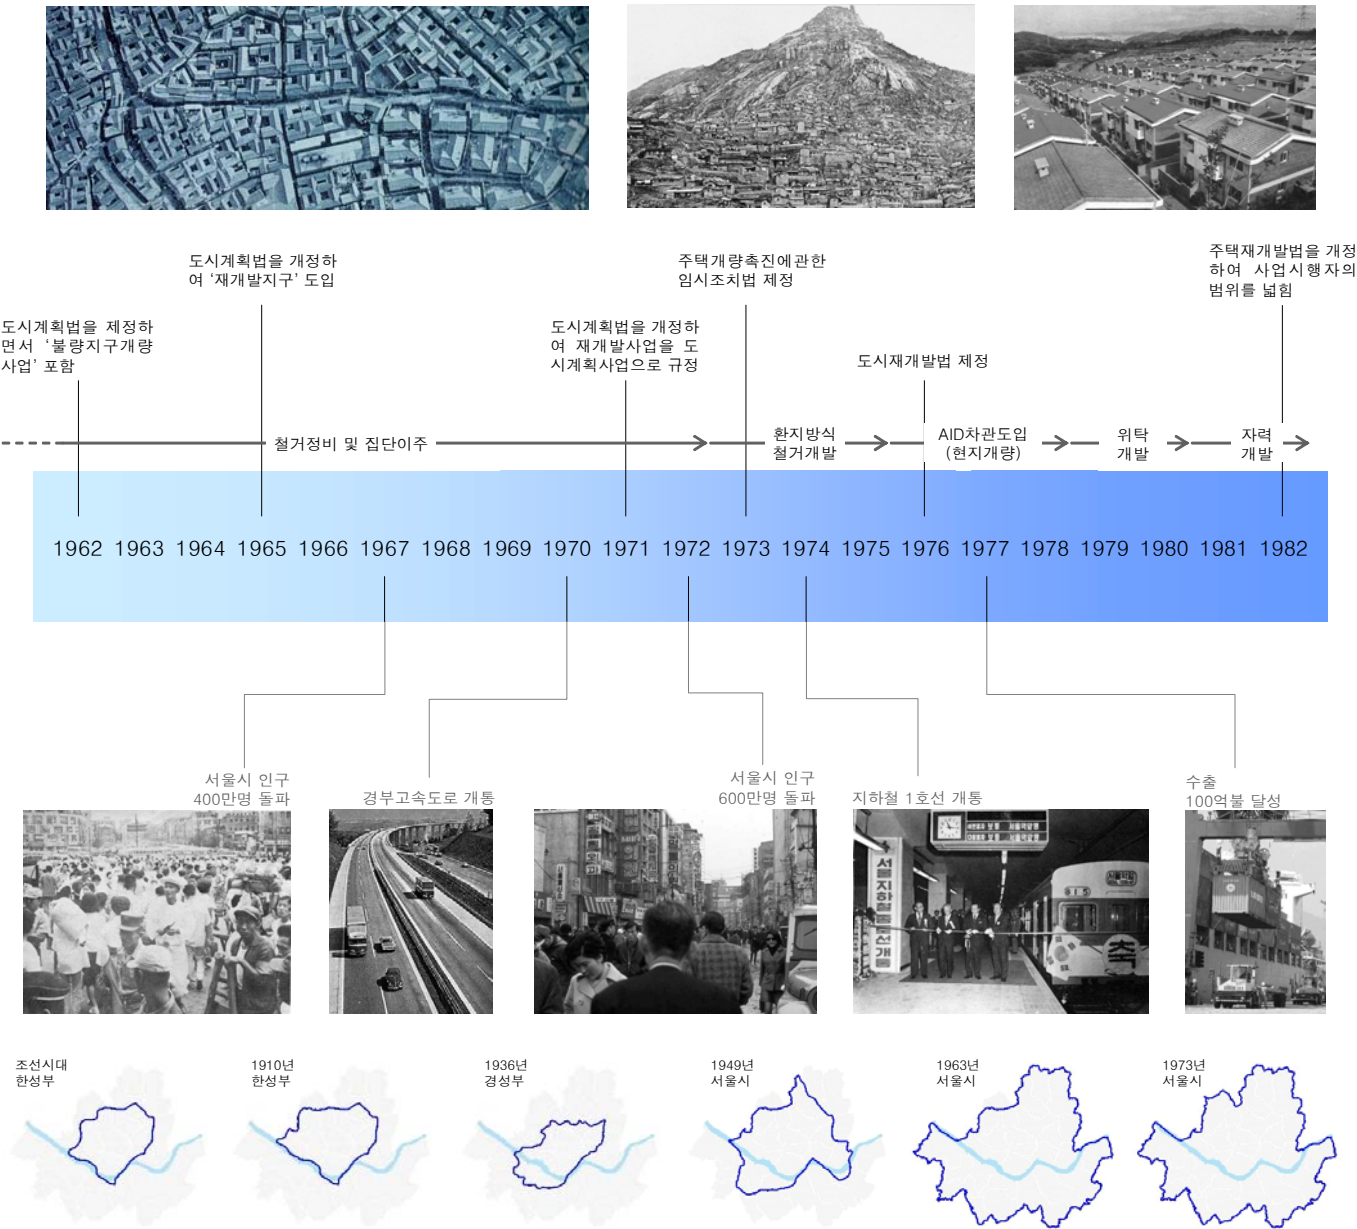 도시계획법을 개정하
여 ‘재개발지구’ 도입
주택개량촉진에관한
임시조치법 제정
주택재개발법을 개정
하여 사업시행자의
범위를 넓힘
도시계획법을 제정하
면서 ‘불량지구개량
사업’ 포함
도시계획법을 개정하
여 재개발사업을 도
시계획사업으로 규정
도시재개발법 제정
철거정비 및 집단이주
환지방식
철거개발
AID차관도입
(현지개량)
위탁
개발
자력
개발
1962 1963 1964 1965 1966 1967 1968 1969 1970 1971 1972 1973 1974 1975 1976 1977 1978 1979 1980 1981 1982
서울시 인구
400만명 돌파
경부고속도로 개통
서울시 인구
600만명 돌파
지하철 1호선 개통
수출
100억불 달성
서울지하철종로선개통
축
조선시대
한성부
1910년
한성부
1936년
경성부
1949년
서울시
1963년
서울시
1973년
서울시